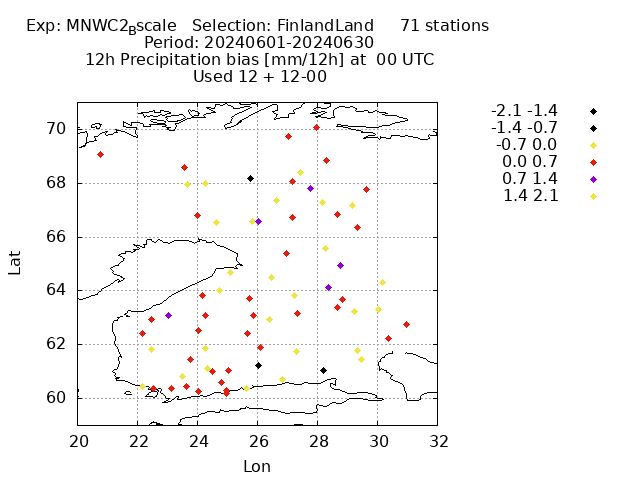 Exp: MNWC2Bscale   Selection: FinlandLand     71 stations
Period: 20240601-20240630
12h Precipitation bias [mm/12h] at  00 UTC
Used 12 + 12-00
-2.1 -1.4
-1.4 -0.7
-0.7 0.0
0.0 0.7
0.7 1.4
1.4 2.1
70
68
66
64
62
60
Lat
20 22 24 26 28 30 32
Lon